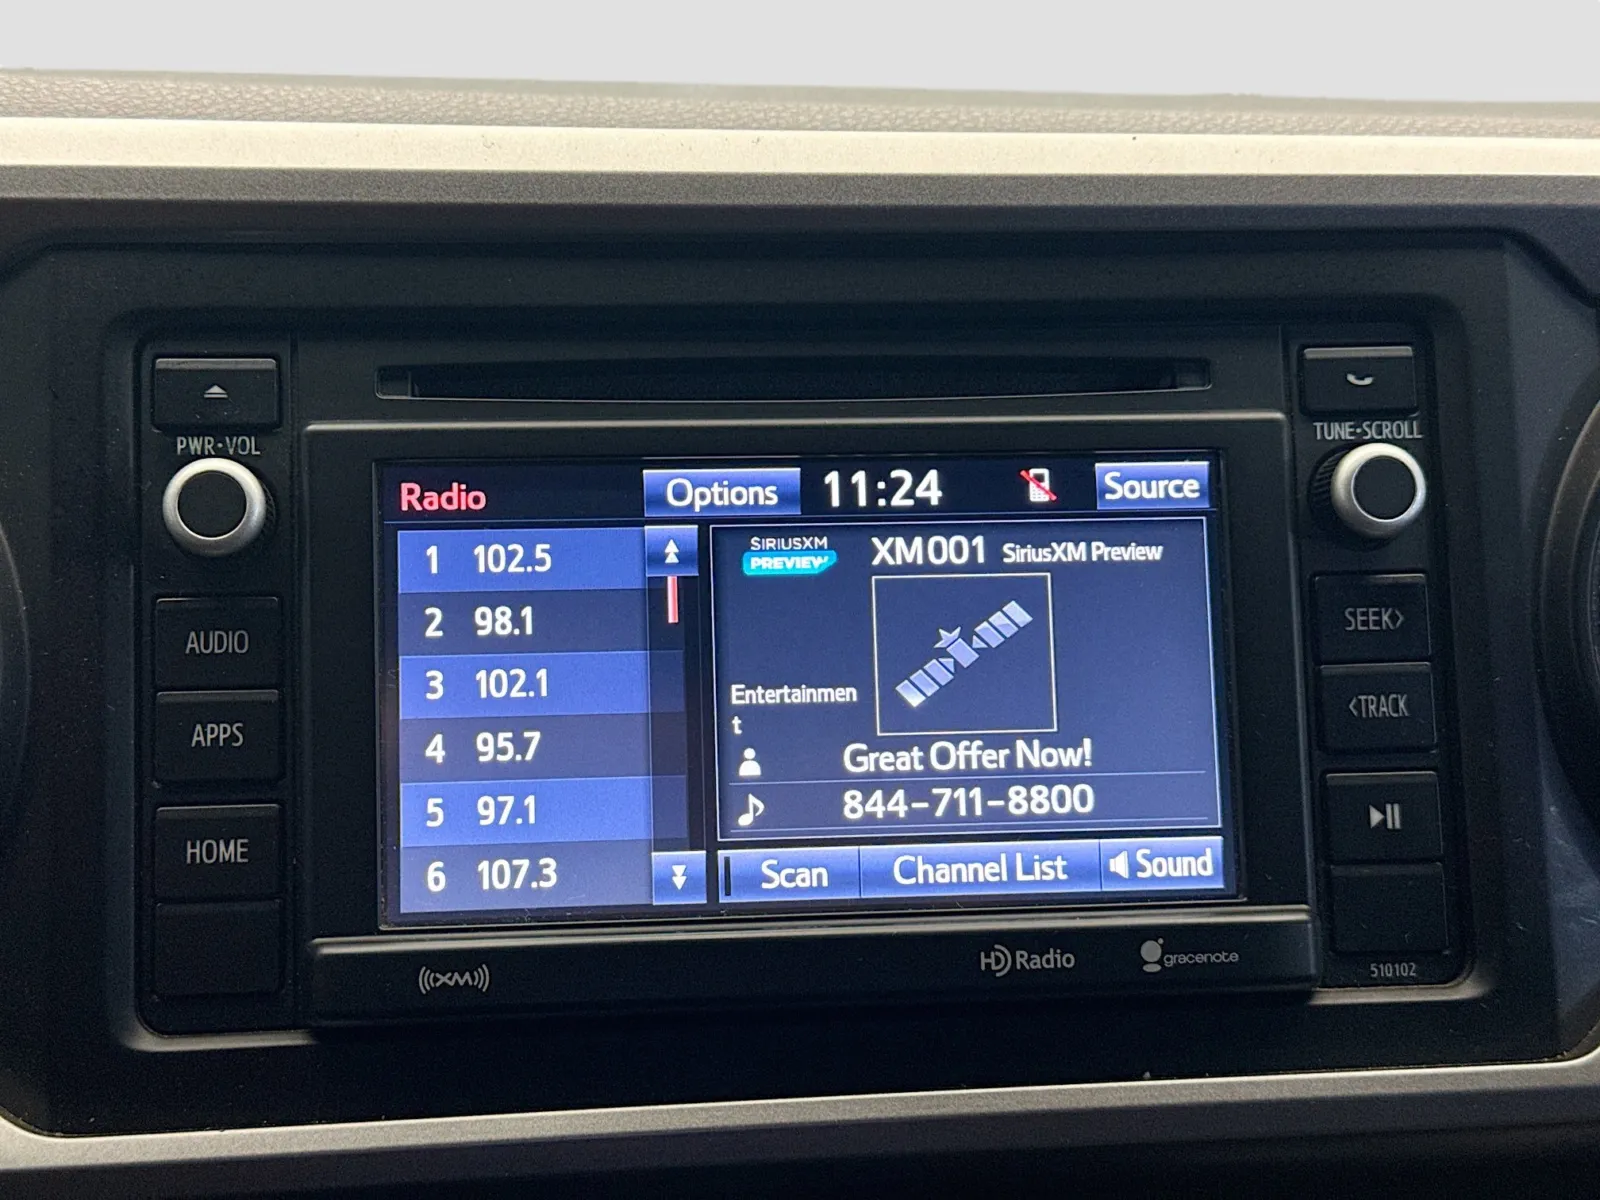 PWR•VOL
TUNE•SCROLL
Radio
Options
11:24
Source
1 102.5
2 98.1
3 102.1
4 95.7
5 97.1
6 107.3
SIRIUSXM
PREVIEW
XM001 SiriusXM Preview
Entertainmen
t
Great Offer Now!
844-711-8800
Scan
Channel List
Sound
AUDIO
APPS
HOME
SEEK>
<TRACK
((XM))
HD Radio
gracenote
510102